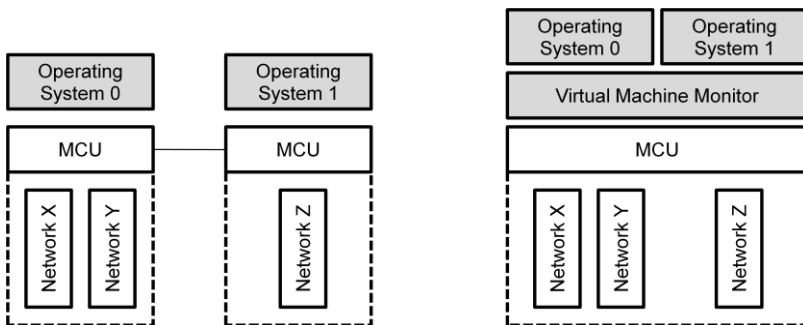 Operating
System 0
Operating
System 1
MCU
MCU
Network X
Network Y
Network Z
Operating
System 0
Operating
System 1
Virtual Machine Monitor
MCU
Network X
Network Y
Network Z